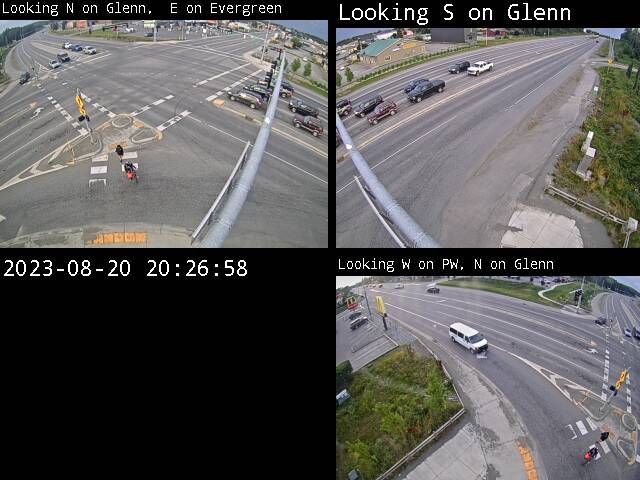 Looking N on Glenn,  E on Evergreen
Looking S on Glenn
2023-08-20 20:26:58
Looking W on PW, N on Glenn